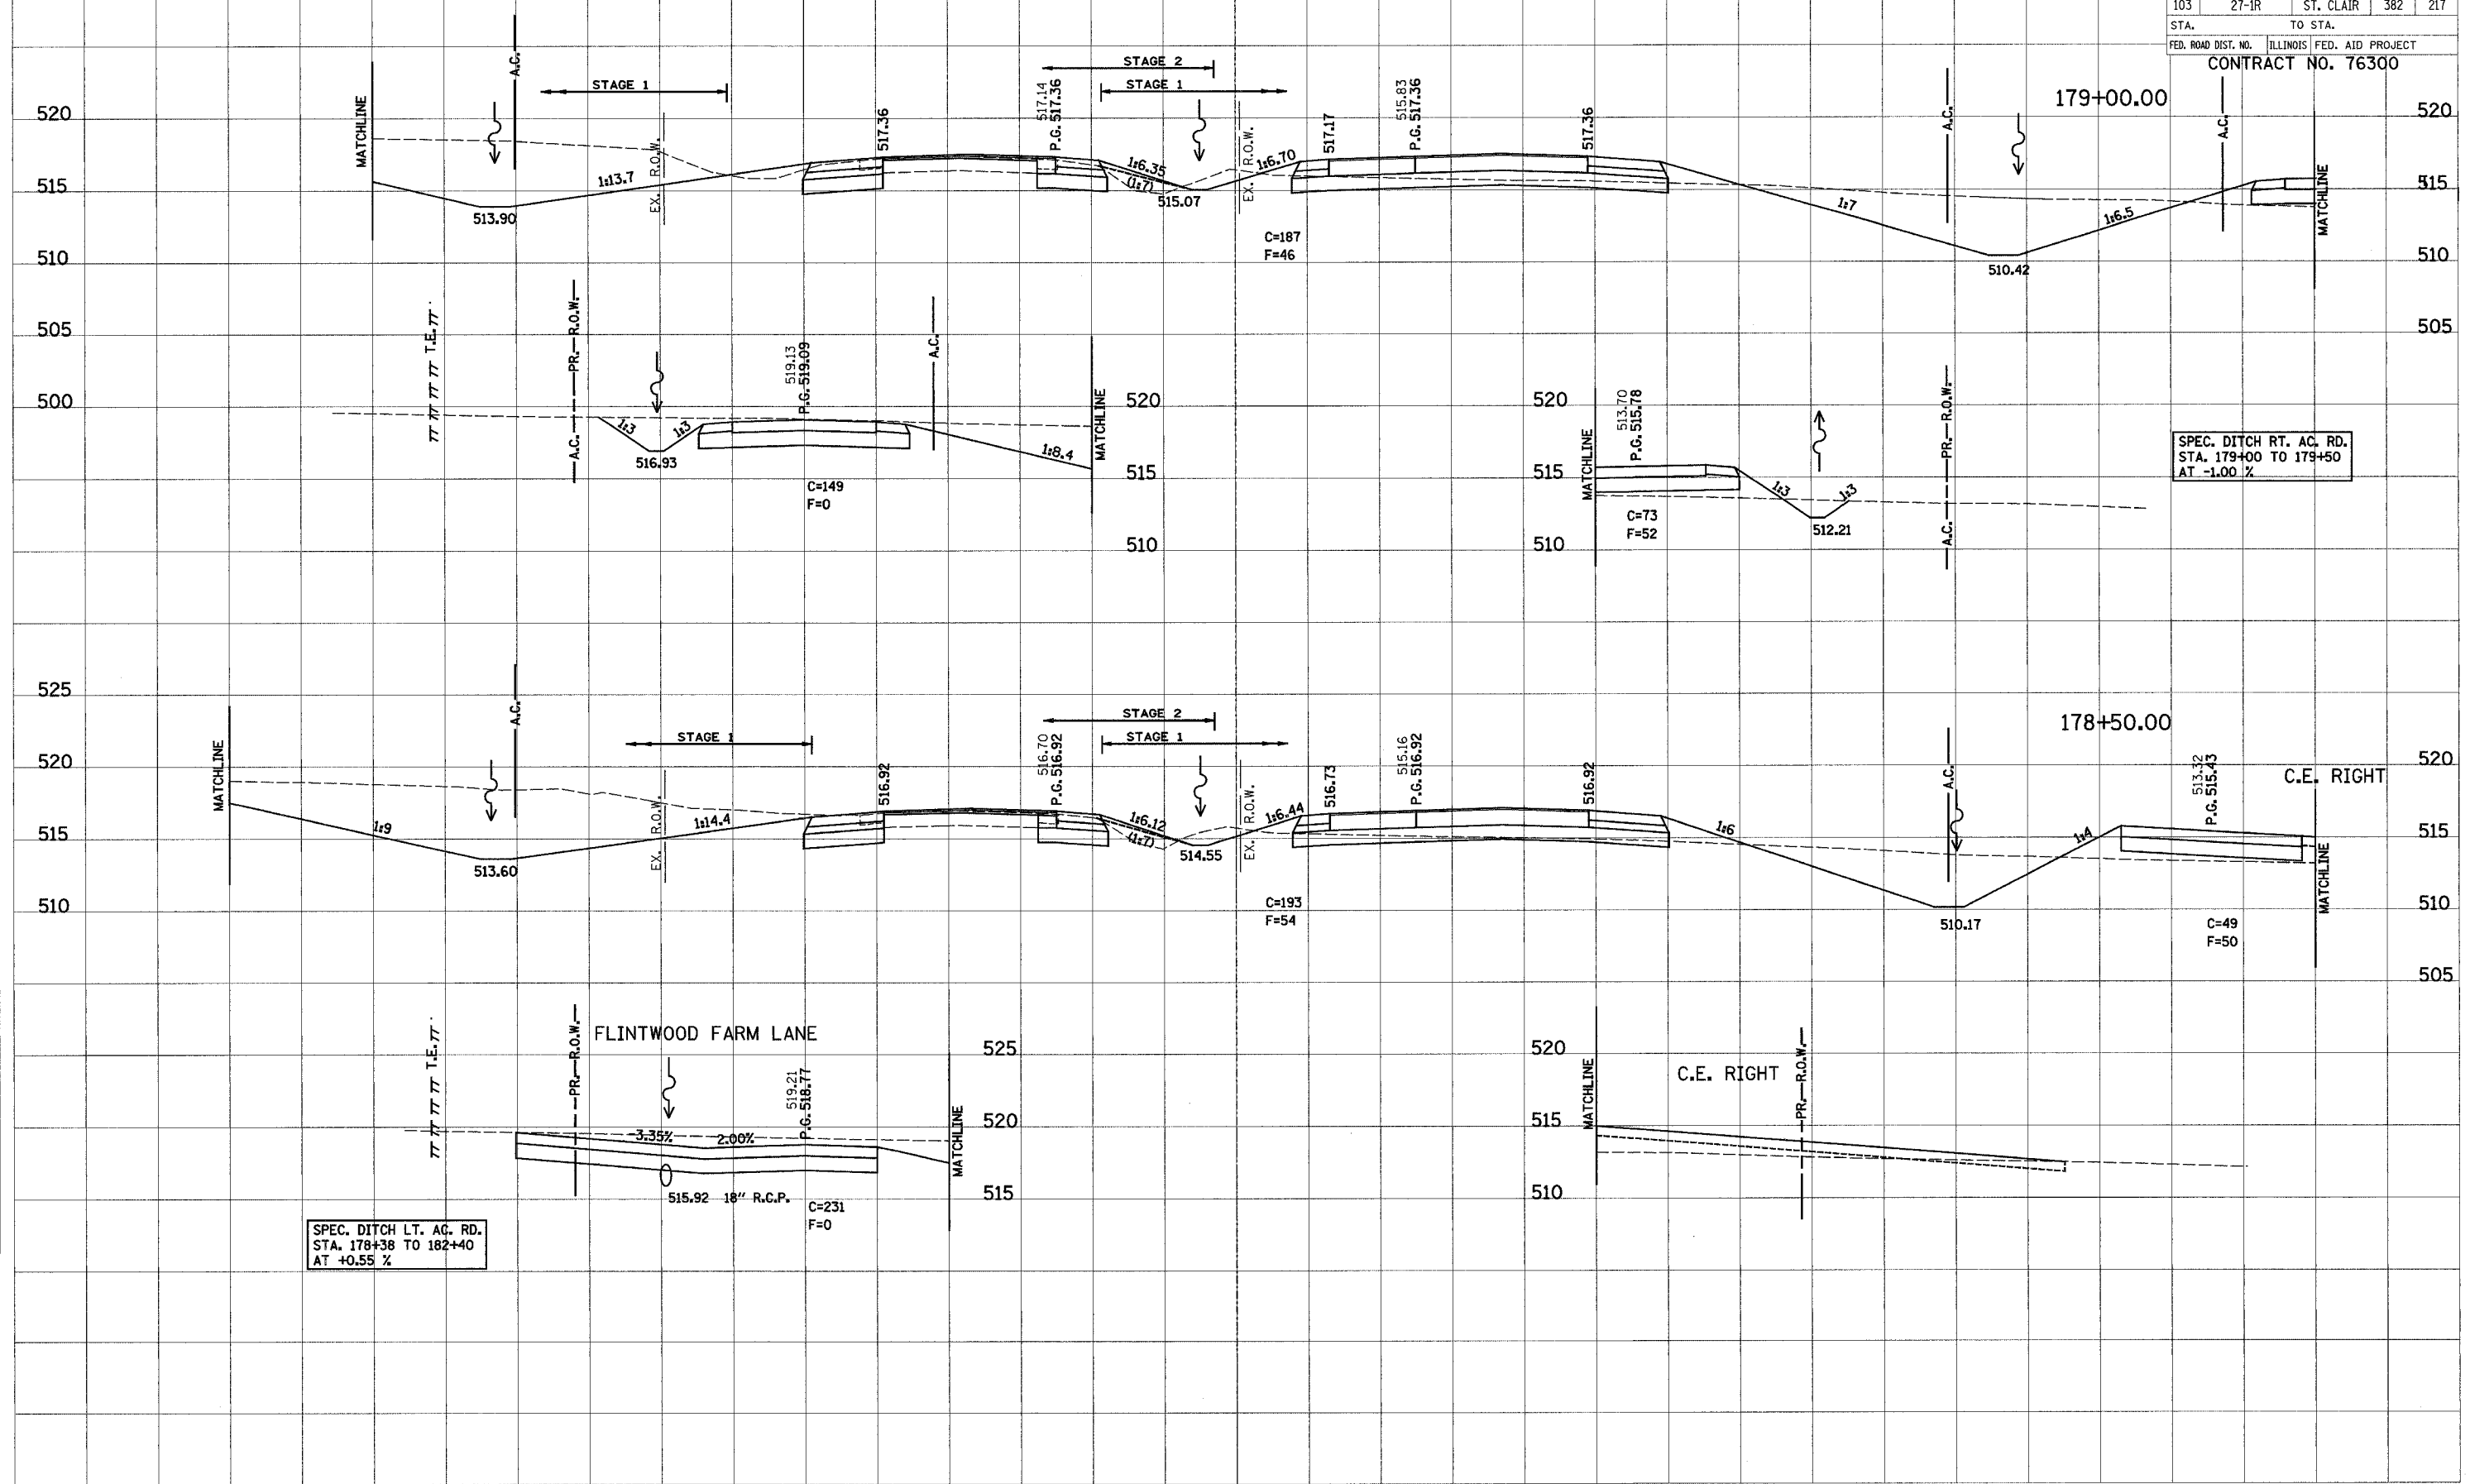 103 27-1R ST. CLAIR 382 217
STA. TO STA.
FED. ROAD DIST. NO. ILLINOIS FED. AID PROJECT
CONTRACT NO. 76300
179+00.00
520 520
515 515
510 510
505 505
500
MATCHLINE
A.C.
STAGE 1
EX. R.O.W.
1:13.7
513.90
517.36
STAGE 2
STAGE 1
517.14
P.G. 517.36
1:6.35
(1:7)
515.07
EX. R.O.W.
1:6.70
517.17
515.83
P.G. 517.36
517.36
C=187
F=46
1:7
A.C.
510.42
1:6.5
A.C.
MATCHLINE
T.E.
A.C. PR. R.O.W.
1:3
516.93
1:3
519.13
P.G. 519.09
A.C.
1:8.4
MATCHLINE
C=149
F=0
520
515
510
520
515
510
MATCHLINE
513.70
P.G. 515.78
1:3
1:3
512.21
C=73
F=52
A.C. PR. R.O.W.
SPEC. DITCH RT. AC. RD.
STA. 179+00 TO 179+50
AT -1.00 %
178+50.00
525
520 520
515 515
510 510
505
MATCHLINE
1:9
A.C.
513.60
STAGE 1
EX. R.O.W.
1:14.4
516.92
STAGE 2
STAGE 1
516.70
P.G. 516.92
1:6.12
(1:7)
514.55
EX. R.O.W.
1:6.44
516.73
515.16
P.G. 516.92
516.92
C=193
F=54
1:6
A.C.
510.17
1:4
513.32
P.G. 515.43
C.E. RIGHT
MATCHLINE
C=49
F=50
T.E.
PR. R.O.W.
FLINTWOOD FARM LANE
-3.35% 2.00%
519.21
P.G. 518.77
515.92 18" R.C.P.
C=231
F=0
MATCHLINE
525
520
515
520
515
510
MATCHLINE
C.E. RIGHT
PR. R.O.W.
SPEC. DITCH LT. AC. RD.
STA. 178+38 TO 182+40
AT +0.55 %